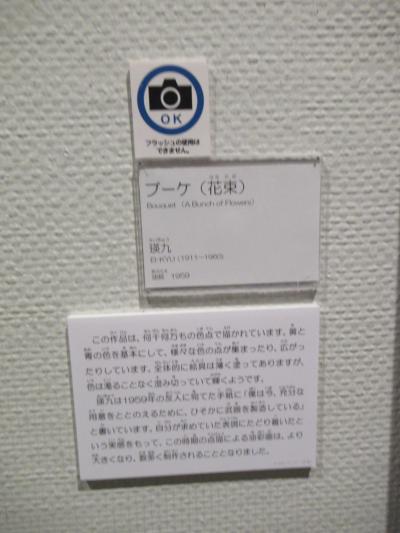 OK
フラッシュの使用は
できません。
ブーケ（花束）
Bouquet （A Bunch of Flowers）
瑛九
EI-KYU (1911–1960)
油彩 1959
この作品は、何千何万もの色点で描かれています。黄と
青の色を基本にして、様々な色の点が集まったり、広がっ
たりしています。全体的に絵具は薄く塗ってありますが、
色は濁ることなく澄み切っていて輝くようです。
瑛九は1959年の友人に宛てた手紙に「僕は今、充分な
用意をととのえるために、ひそかに武器を製造している」
と書いています。自分が求めていた表現にたどり着いたと
いう実感をもって、この時期の点描による油彩画は、より
大きくなり、数多く制作されることとなりました。